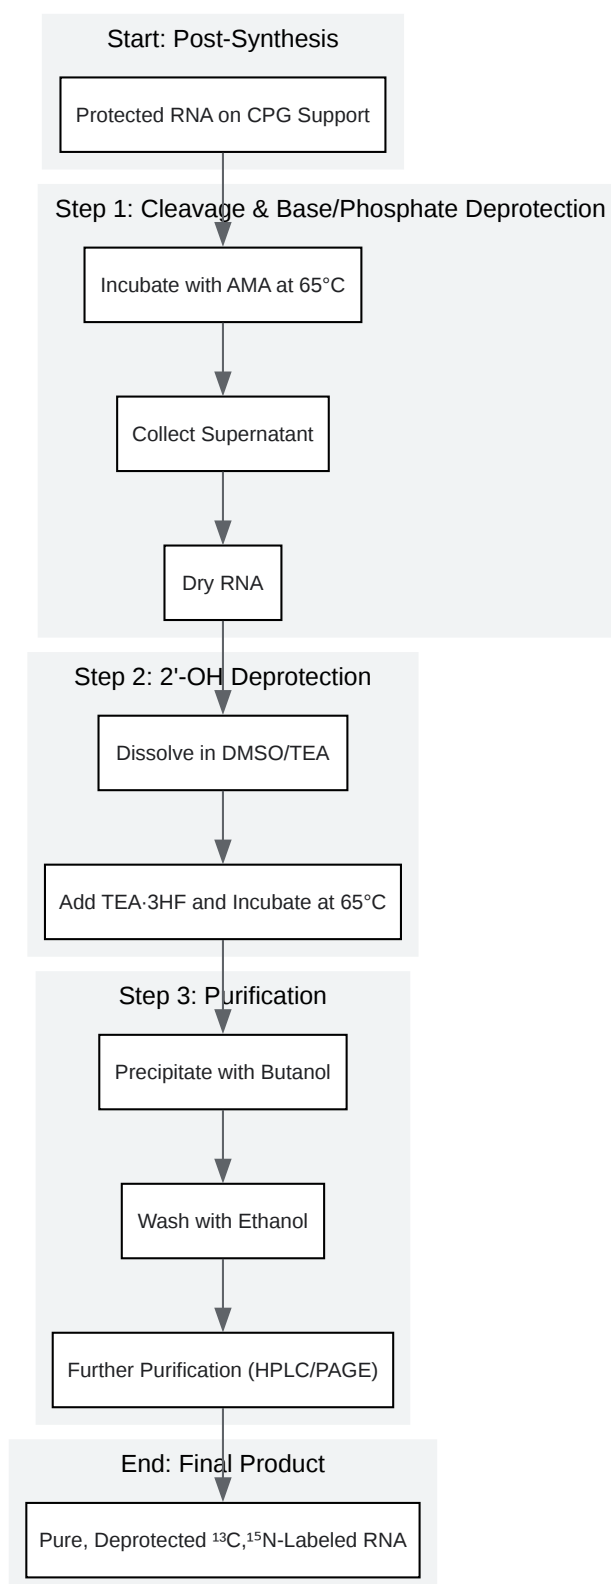 Start: Post-Synthesis
Protected RNA on CPG Support
Step 1: Cleavage & Base/Phosphate Deprotection
Incubate with AMA at 65°C
Collect Supernatant
Dry RNA
Step 2: 2'-OH Deprotection
Dissolve in DMSO/TEA
Add TEA·3HF and Incubate at 65°C
Step 3: Purification
Precipitate with Butanol
Wash with Ethanol
Further Purification (HPLC/PAGE)
End: Final Product
Pure, Deprotected ¹³C,¹⁵N-Labeled RNA